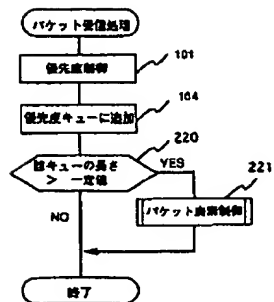 パケット受信処理
優先度制御
101
優先度キューに追加
104
220
該キューの長さ
> 一定値
YES
221
パケット廃棄制御
NO
終了